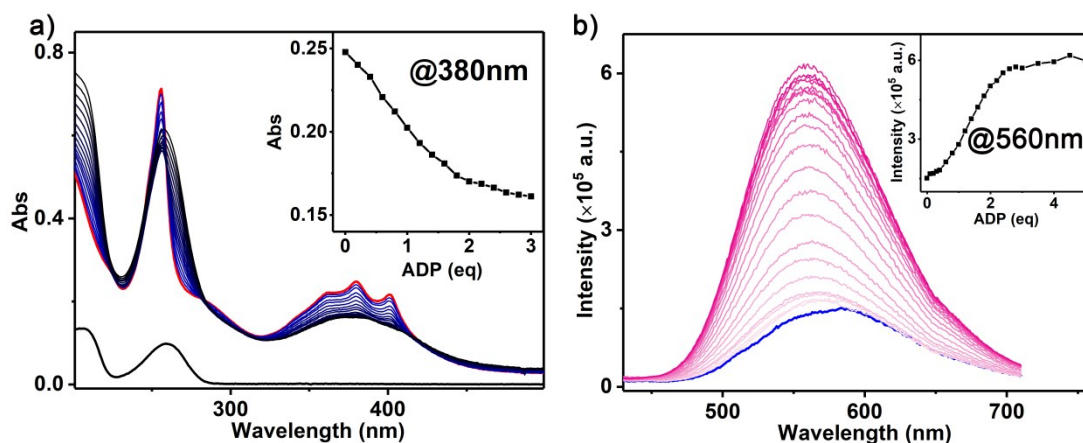 a)
0.8
0.4
0.0
Abs
300
400
Wavelength (nm)
0.25
0.20
0.15
Abs
@380nm
0
1
2
3
ADP (eq)
b)
6
3
0
Intensity (×10⁵ a.u.)
500
600
700
Wavelength (nm)
6
3
Intensity (×10⁵ a.u.)
@560nm
0
2
4
ADP (eq)